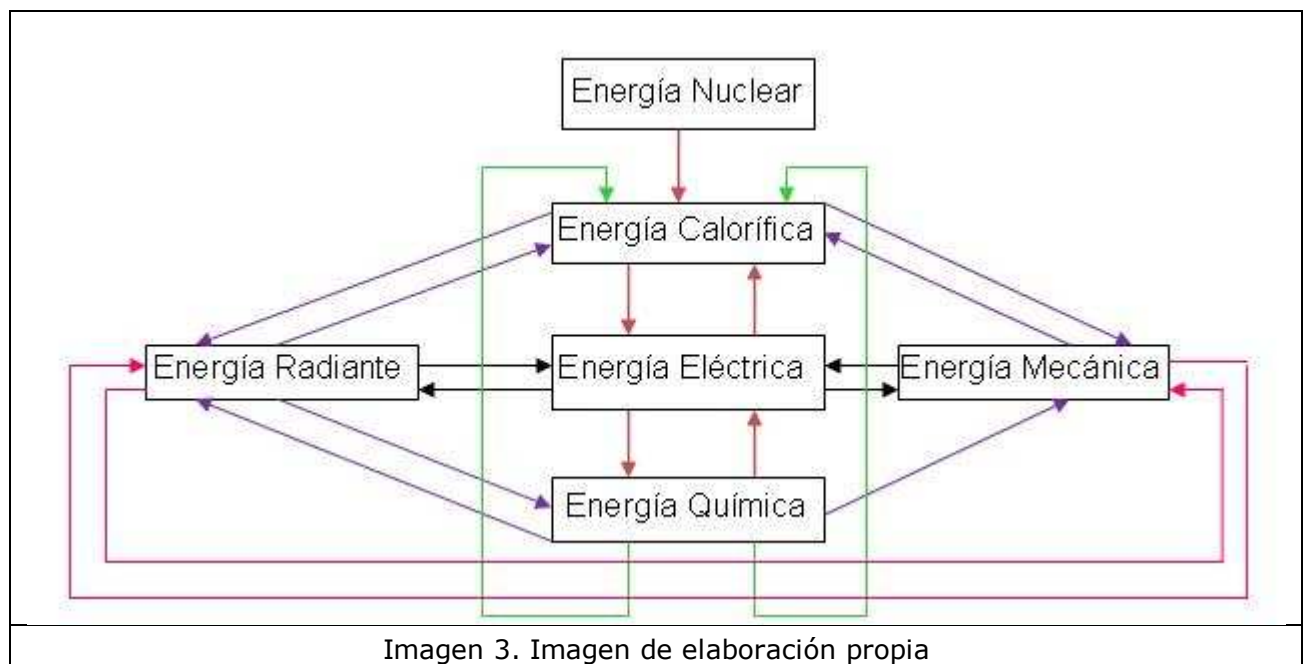 Energía Nuclear
Energía Calorífica
Energía Radiante
Energía Eléctrica
Energía Mecánica
Energía Química
Imagen 3. Imagen de elaboración propia